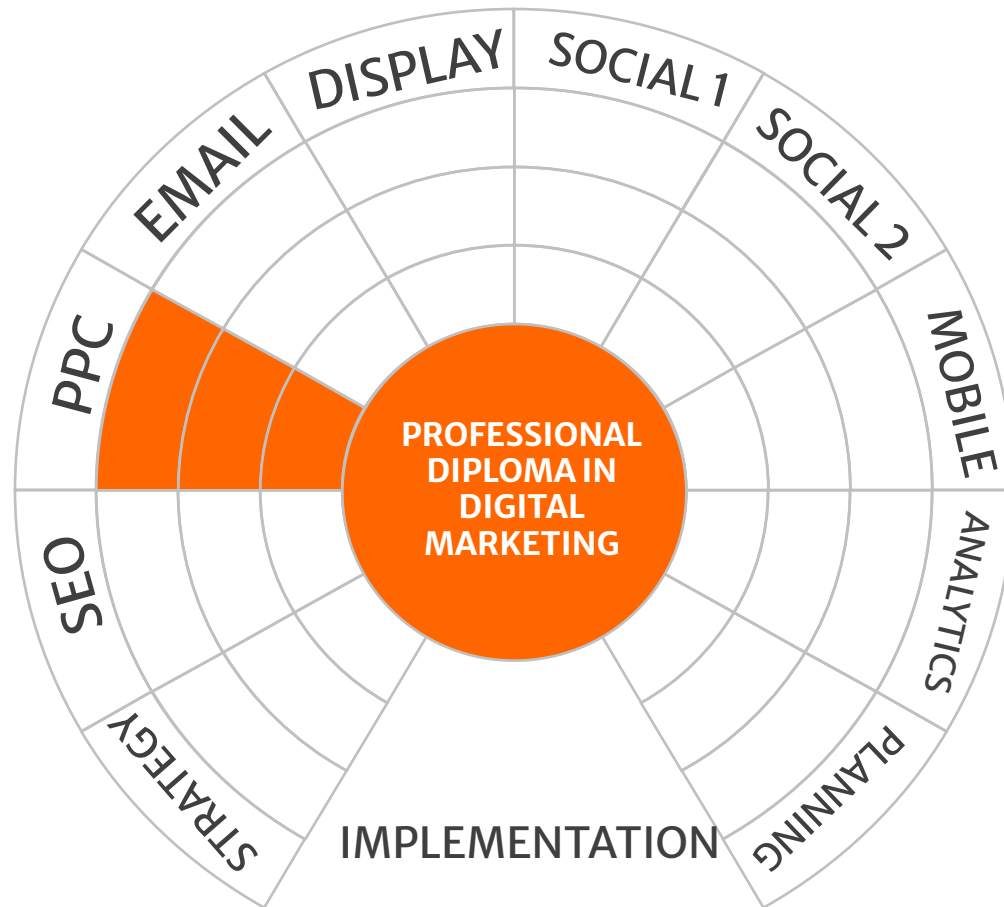 DISPLAY
SOCIAL 1
EMAIL
SOCIAL 2
PPC
MOBILE
PROFESSIONAL
DIPLOMA IN
DIGITAL
MARKETING
SEO
ANALYTICS
STRATEGY
PLANNING
IMPLEMENTATION